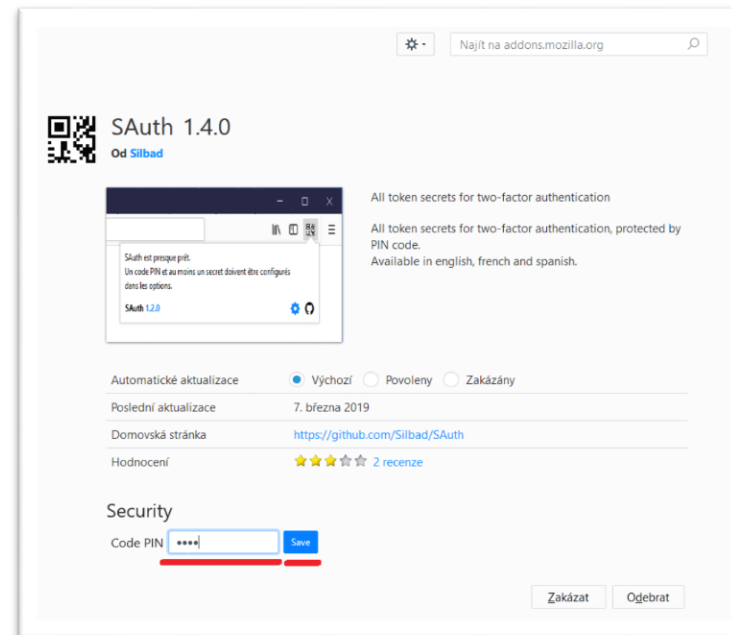 Najít na addons.mozilla.org
SAuth 1.4.0
Od Silbad
All token secrets for two-factor authentication
All token secrets for two-factor authentication, protected by
PIN code.
Available in english, french and spanish.
SAuth est presque prêt.
Un code PIN et au moins un secret doivent être configurés
dans les options.
SAuth 1.2.0
Automatické aktualizace Výchozí Povoleny Zakázány
Poslední aktualizace 7. března 2019
Domovská stránka https://github.com/Silbad/SAuth
Hodnocení 2 recenze
Security
Code PIN •••• Save
Zakázat Odebrat